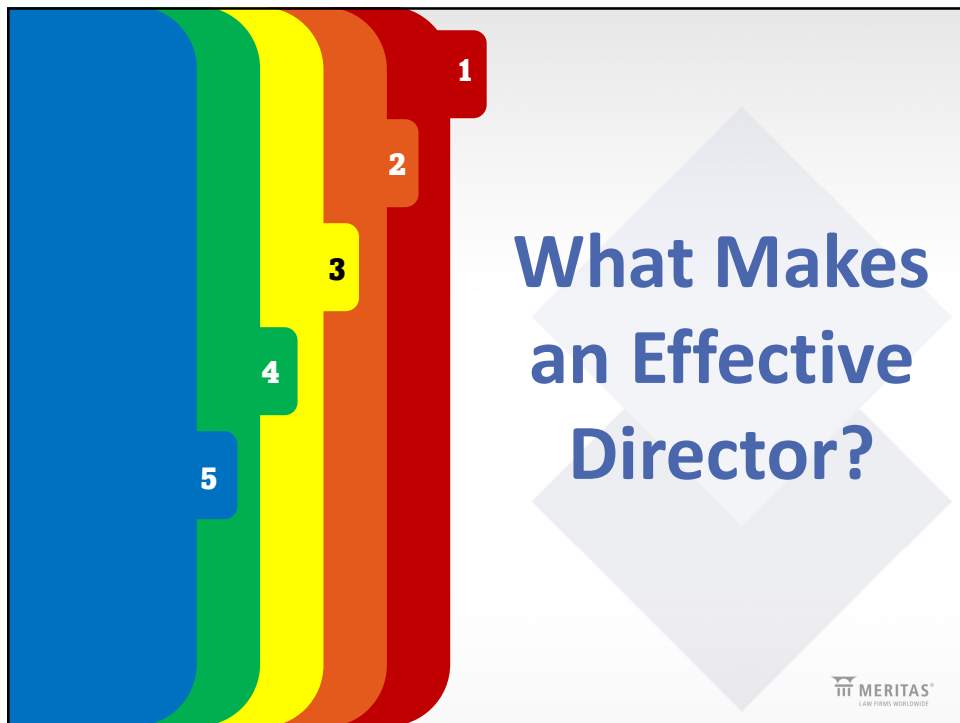 1
2
3
4
5
What Makes
an Effective
Director?
MERITAS®
LAW FIRMS WORLDWIDE